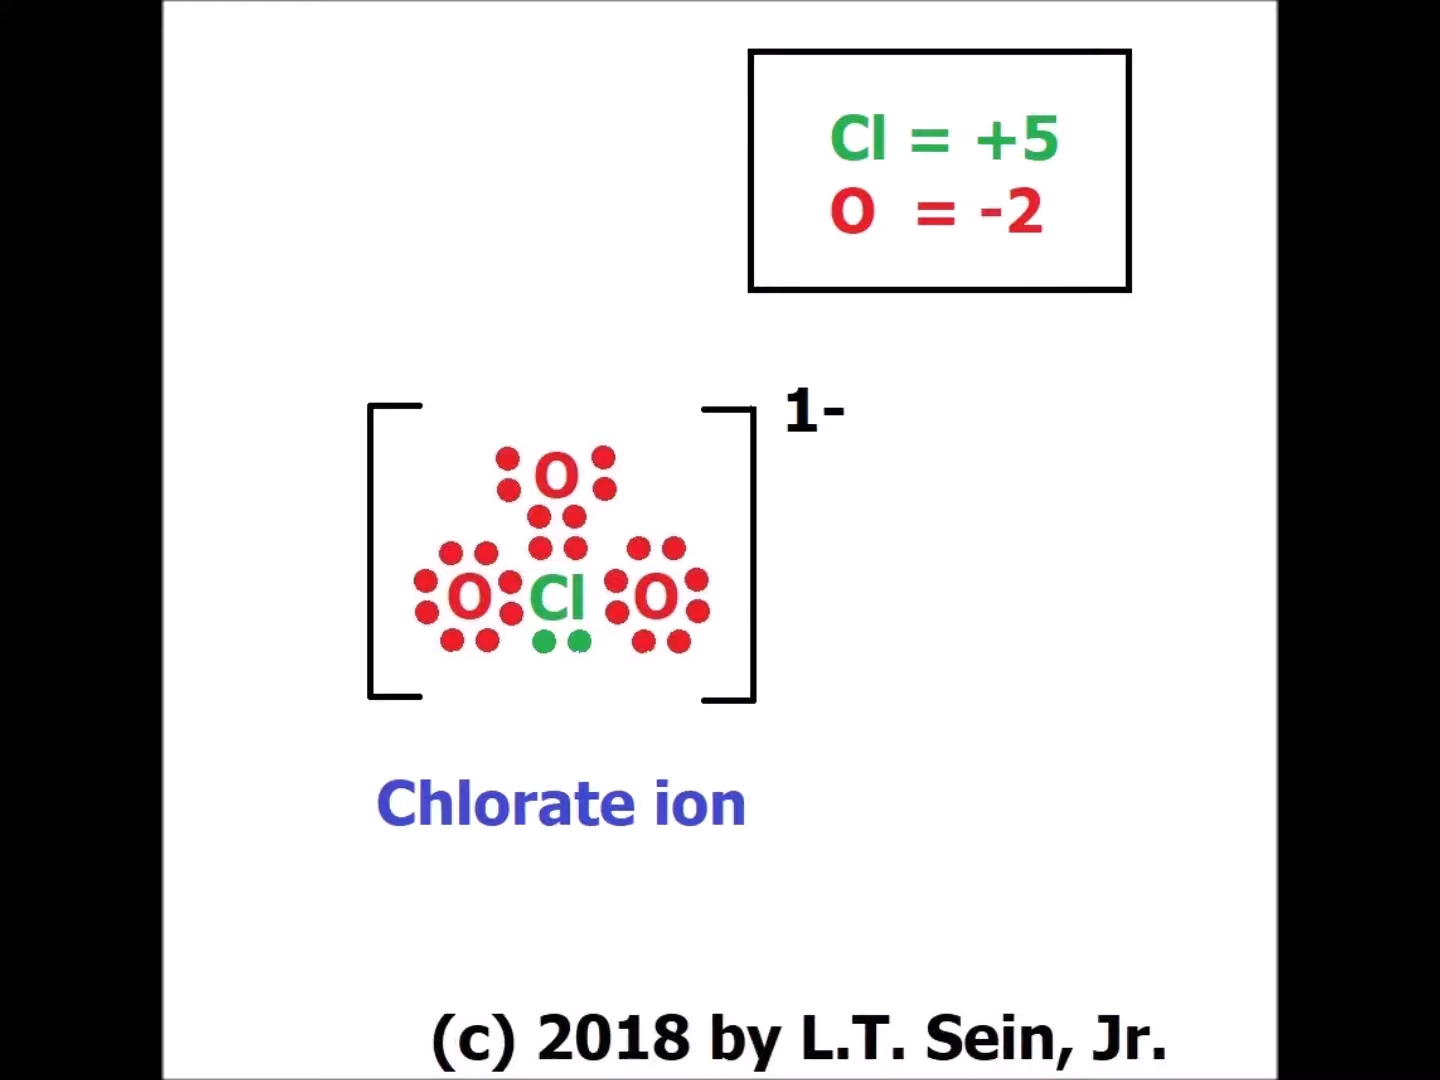 Cl = +5
O = -2
1-
O
O Cl O
Chlorate ion
(c) 2018 by L.T. Sein, Jr.